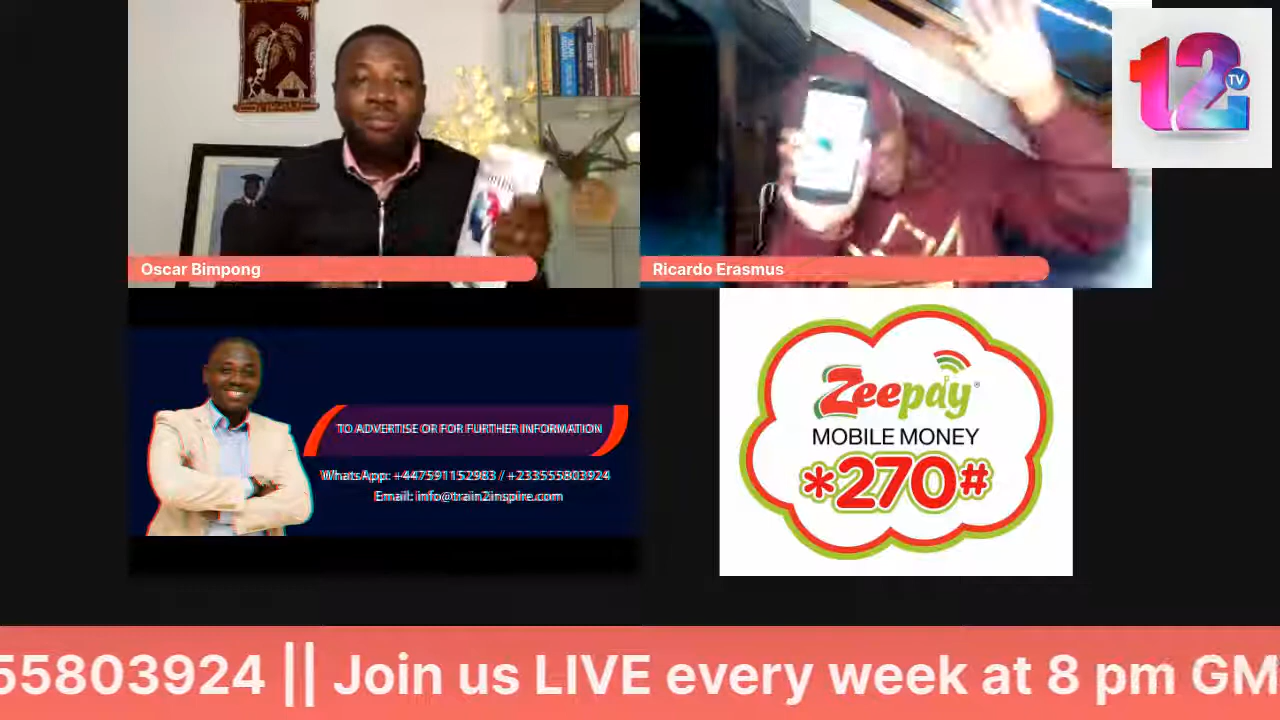 12
TV
Oscar Bimpong
Ricardo Erasmus
TO ADVERTISE OR FOR FURTHER INFORMATION
WhatsApp: +447591152983 / +233555803924
Email: info@train2inspire.com
Zeepay®
MOBILE MONEY
*270#
55803924 || Join us LIVE every week at 8 pm GM